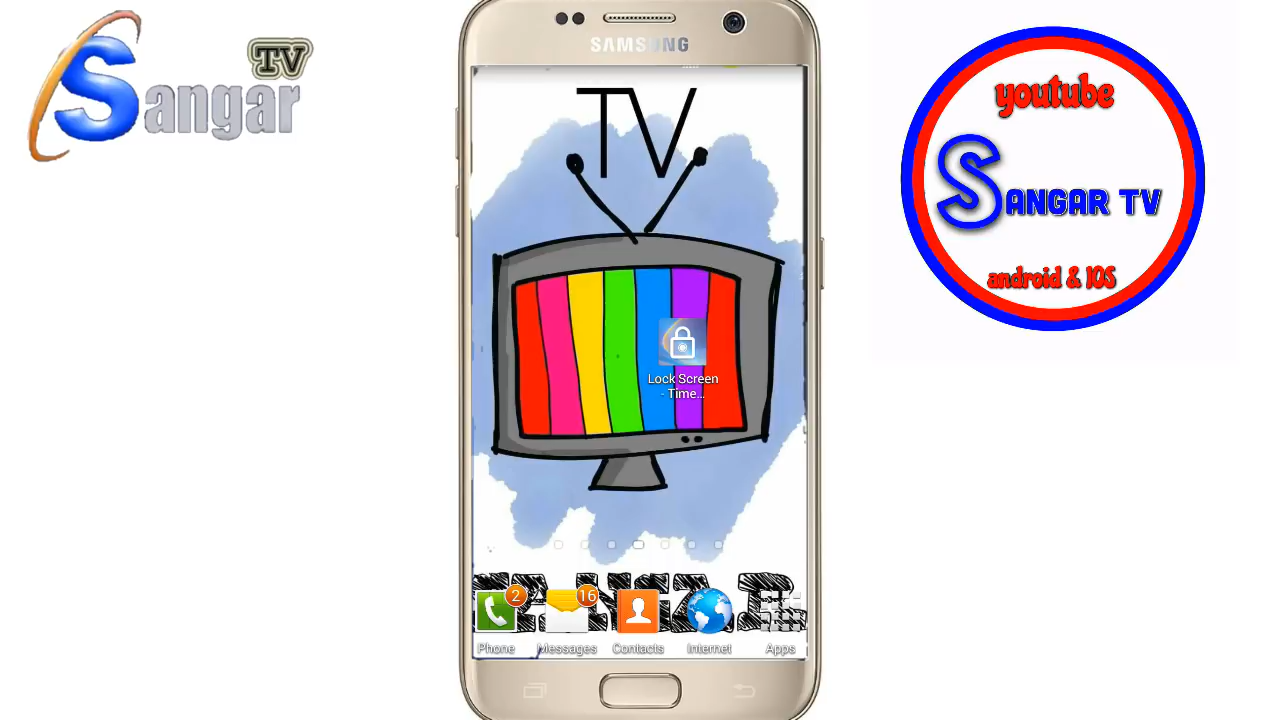 Sangar TV
SAMSUNG
TV
Lock Screen
- Time...
SANGAR
2
16
Phone
Messages
Contacts
Internet
Apps
youtube
SANGAR TV
android & IOS